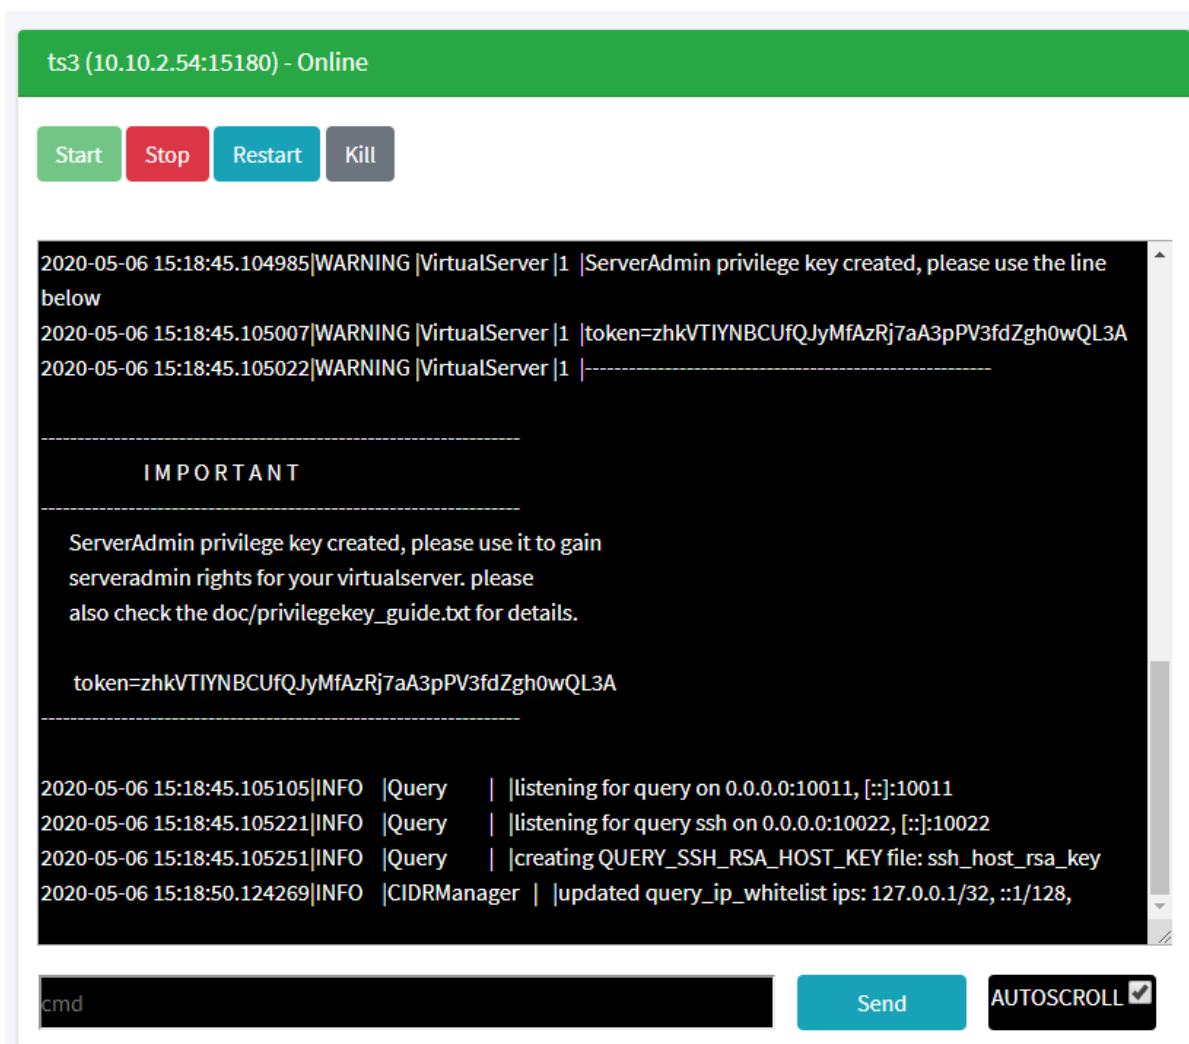 ts3 (10.10.2.54:15180) - Online
Start Stop Restart Kill
2020-05-06 15:18:45.104985|WARNING |VirtualServer |1 |ServerAdmin privilege key created, please use the line
below
2020-05-06 15:18:45.105007|WARNING |VirtualServer |1 |token=zhkVTIYNBCUfQJyMfAzRj7aA3pPV3fdZgh0wQL3A
2020-05-06 15:18:45.105022|WARNING |VirtualServer |1 |--------------------------------------------------------
------------------------------------------------------------------
I M P O R T A N T
------------------------------------------------------------------
ServerAdmin privilege key created, please use it to gain
serveradmin rights for your virtualserver. please
also check the doc/privilegekey_guide.txt for details.
token=zhkVTIYNBCUfQJyMfAzRj7aA3pPV3fdZgh0wQL3A
------------------------------------------------------------------
2020-05-06 15:18:45.105105|INFO |Query | |listening for query on 0.0.0.0:10011, [::]:10011
2020-05-06 15:18:45.105221|INFO |Query | |listening for query ssh on 0.0.0.0:10022, [::]:10022
2020-05-06 15:18:45.105251|INFO |Query | |creating QUERY_SSH_RSA_HOST_KEY file: ssh_host_rsa_key
2020-05-06 15:18:50.124269|INFO |CIDRManager | |updated query_ip_whitelist ips: 127.0.0.1/32, ::1/128,
cmd Send AUTOSCROLL